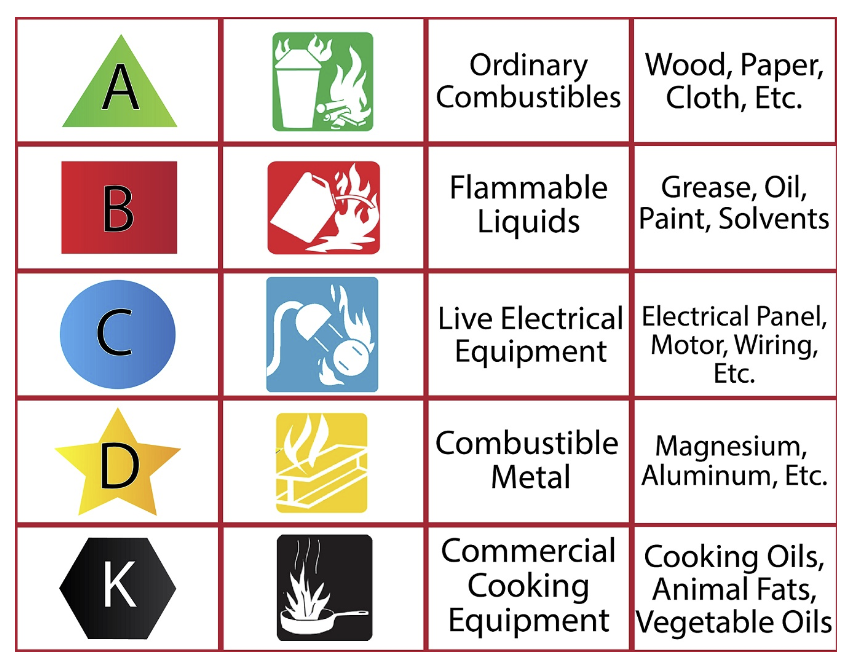 A
Ordinary
Combustibles
Wood, Paper,
Cloth, Etc.
B
Flammable
Liquids
Grease, Oil,
Paint, Solvents
C
Live Electrical
Equipment
Electrical Panel,
Motor, Wiring,
Etc.
D
Combustible
Metal
Magnesium,
Aluminum, Etc.
K
Commercial
Cooking
Equipment
Cooking Oils,
Animal Fats,
Vegetable Oils